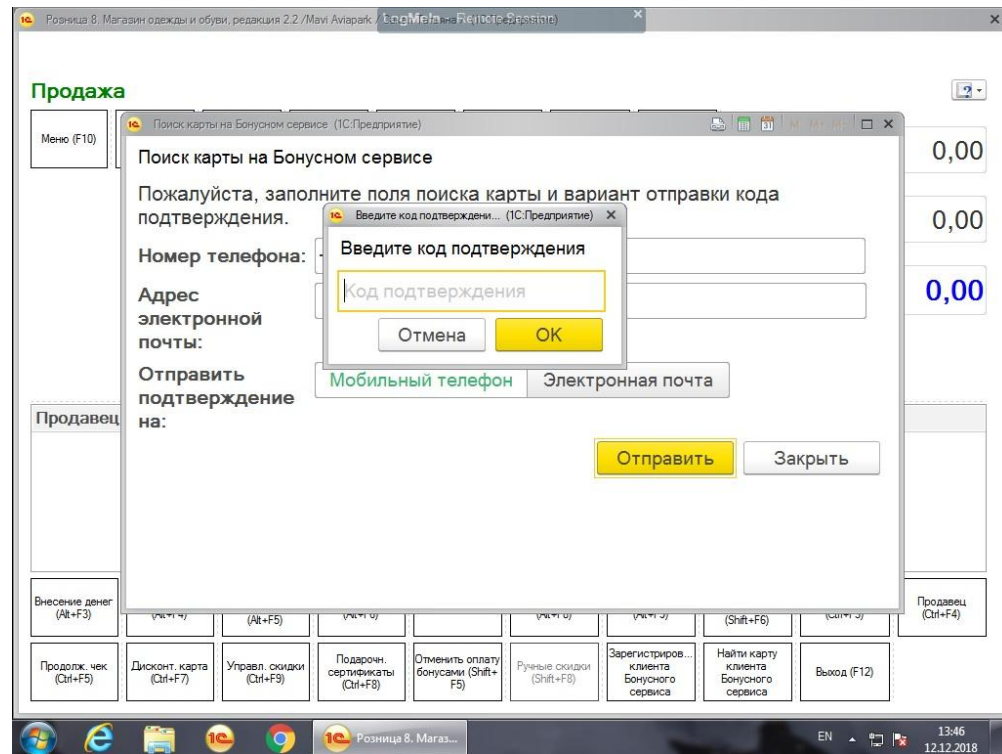 Розница 8. Магазин одежды и обуви, редакция 2.2 /Mavi Aviapark /
LogMeIn - Remote Session
Продажа
Меню (F10)
Поиск карты на Бонусном сервисе (1С:Предприятие)
M M+ M-
Поиск карты на Бонусном сервисе
Пожалуйста, заполните поля поиска карты и вариант отправки кода
подтверждения.
Введите код подтверждени... (1С:Предприятие)
Введите код подтверждения
Код подтверждения
Отмена
OK
Номер телефона:
Адрес
электронной
почты:
Отправить
подтверждение
на:
Мобильный телефон
Электронная почта
Отправить
Закрыть
0,00
0,00
0,00
Продавец
Внесение денег
(Alt+F3)
(Alt+F4)
(Alt+F5)
(Shift+F6)
Продавец
(Ctrl+F4)
Продолж. чек
(Ctrl+F5)
Дисконт. карта
(Ctrl+F7)
Управл. скидки
(Ctrl+F9)
Подарочн.
сертификаты
(Ctrl+F8)
Отменить оплату
бонусами (Shift+
F5)
Ручные скидки
(Shift+F8)
Зарегистриров...
клиента
Бонусного
сервиса
Найти карту
клиента
Бонусного
сервиса
Выход (F12)
Розница 8. Магаз...
EN
13:46
12.12.2018